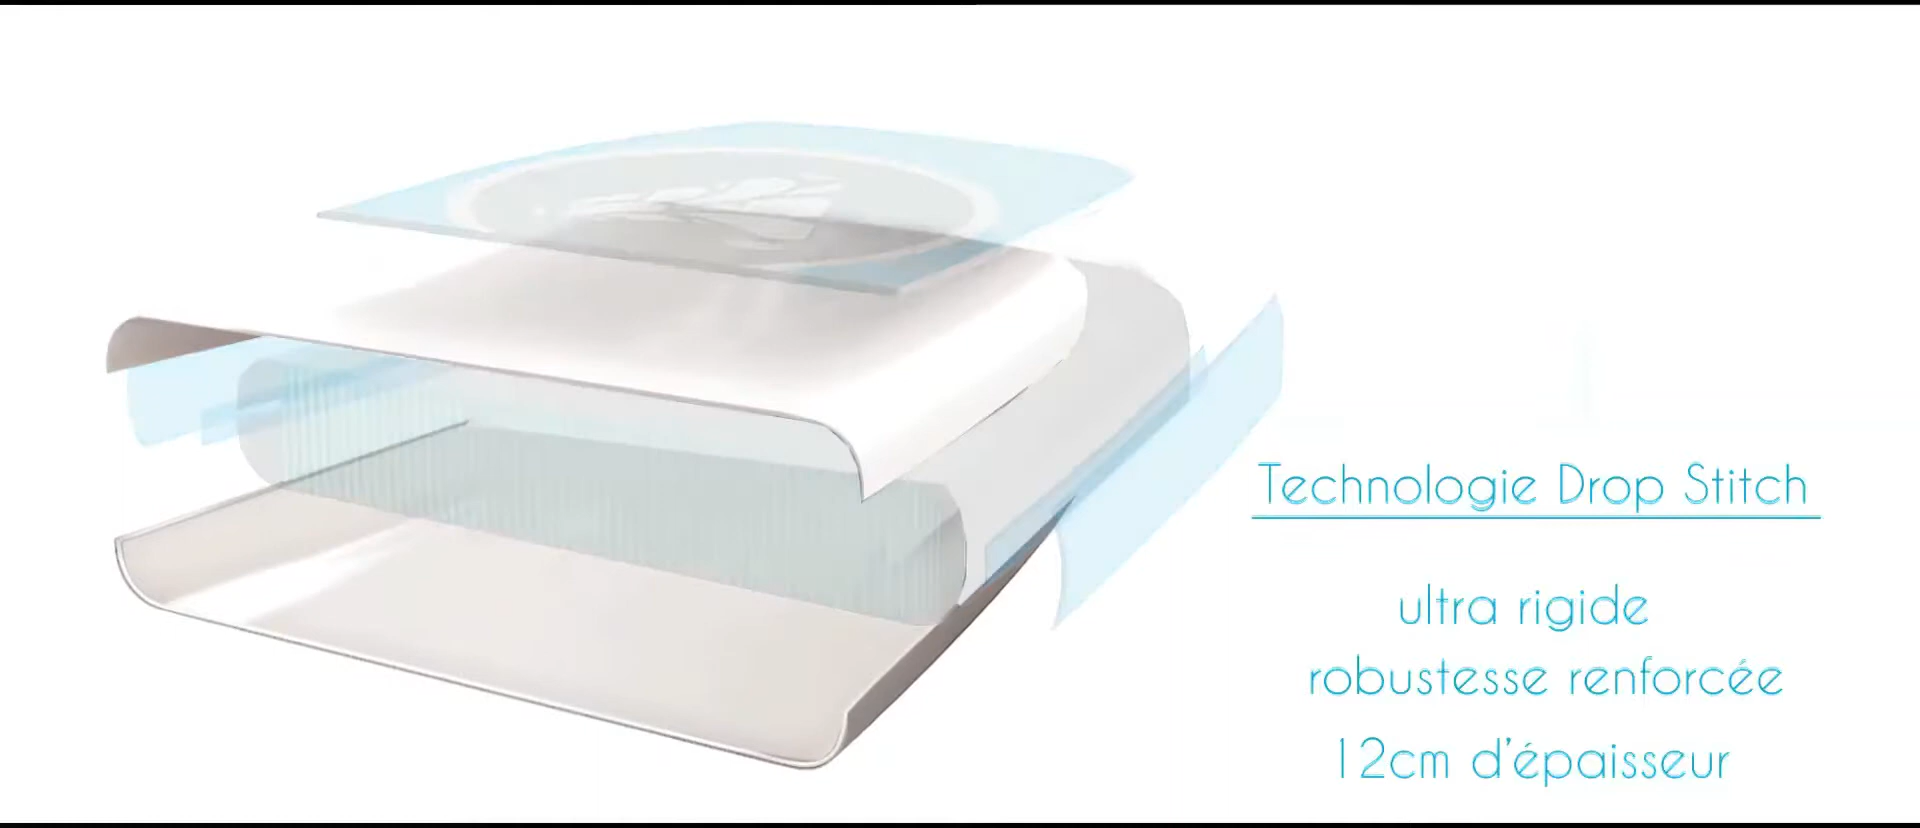 Technologie Drop Stitch
ultra rigide
robustesse renforcée
12cm d'épaisseur